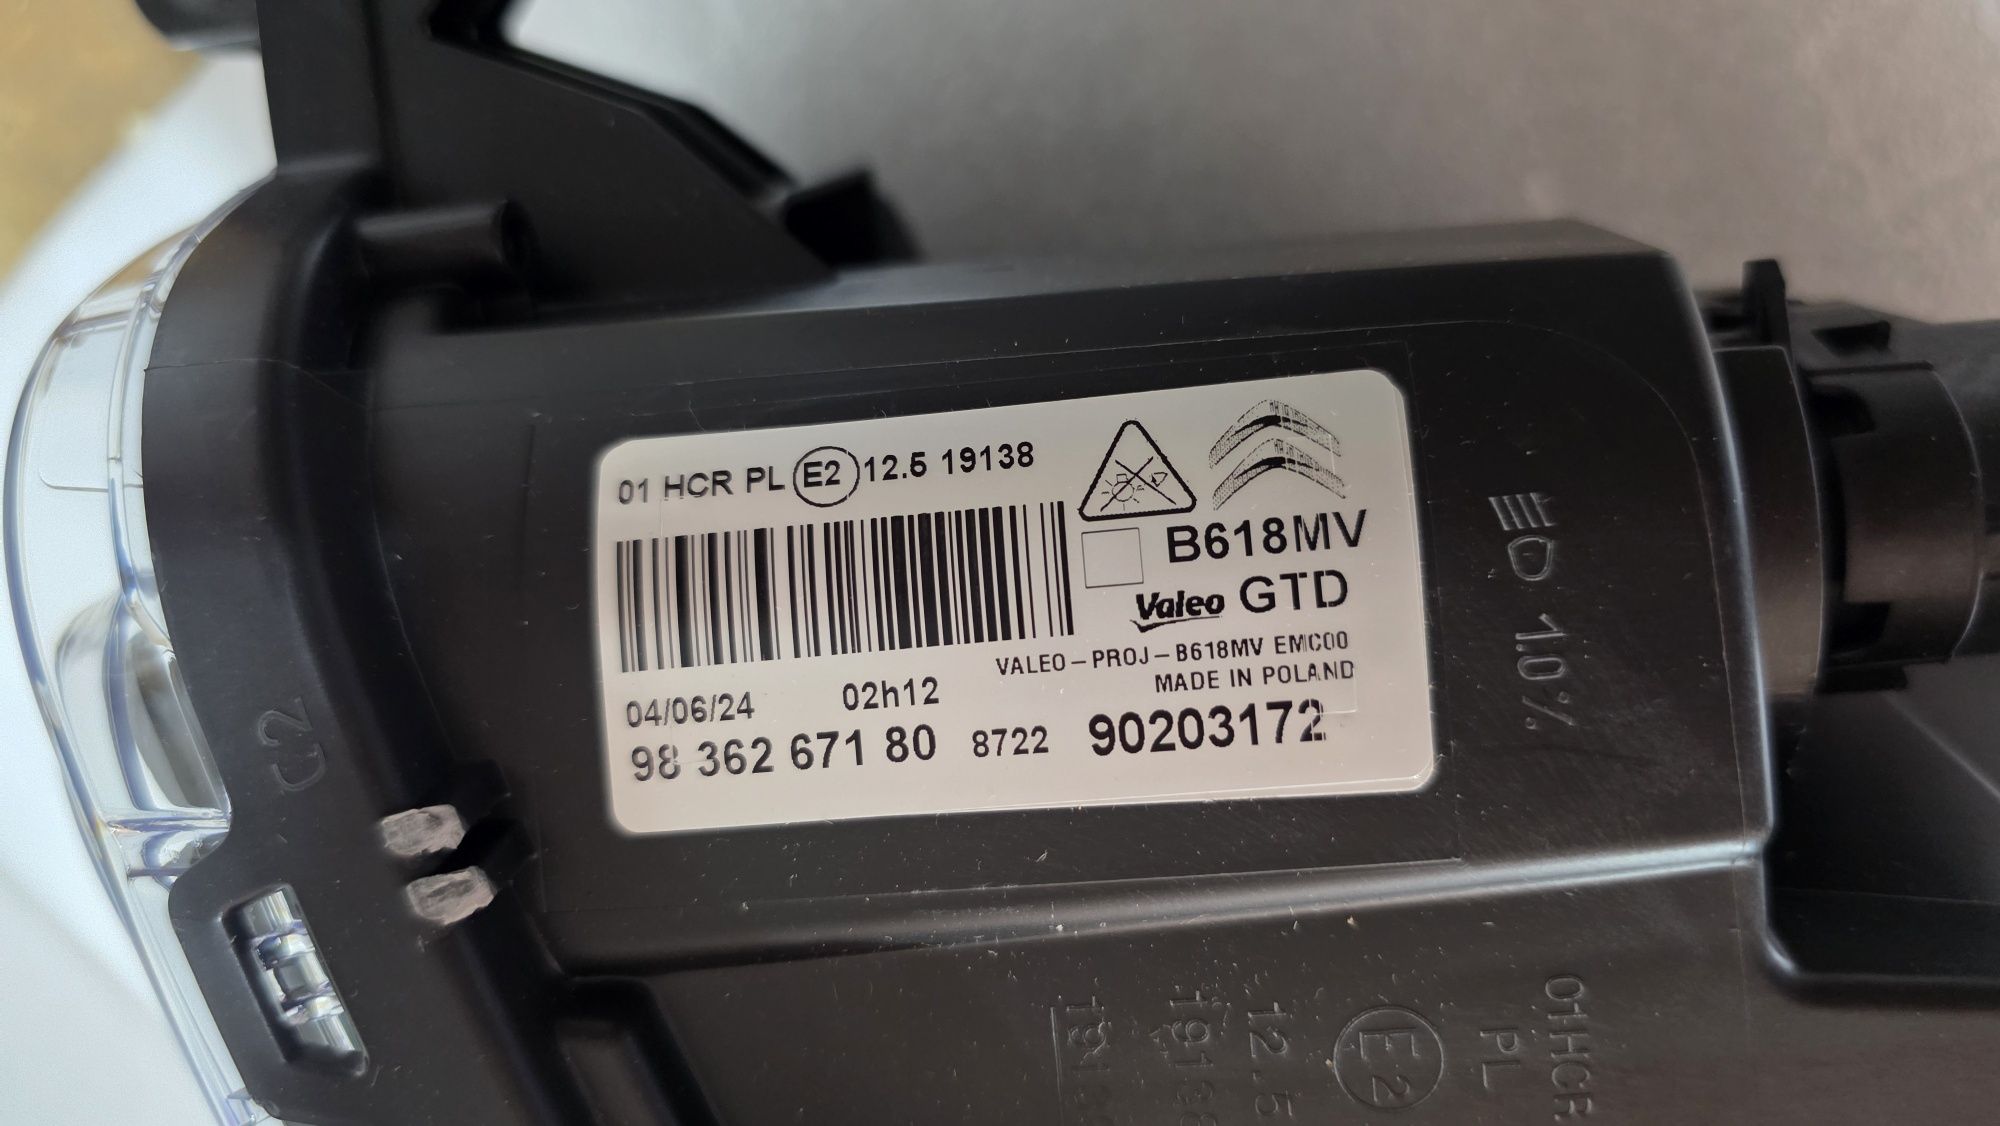 01 HCR PL E2 12.5 19138
B618MV
Valeo GTD
VALEO-PROJ-B618MV EMC00
MADE IN POLAND
04/06/24 02h12
98 362 671 80 8722 90203172
1.0%
C2
01HCR
PL
E2
12.5
19138